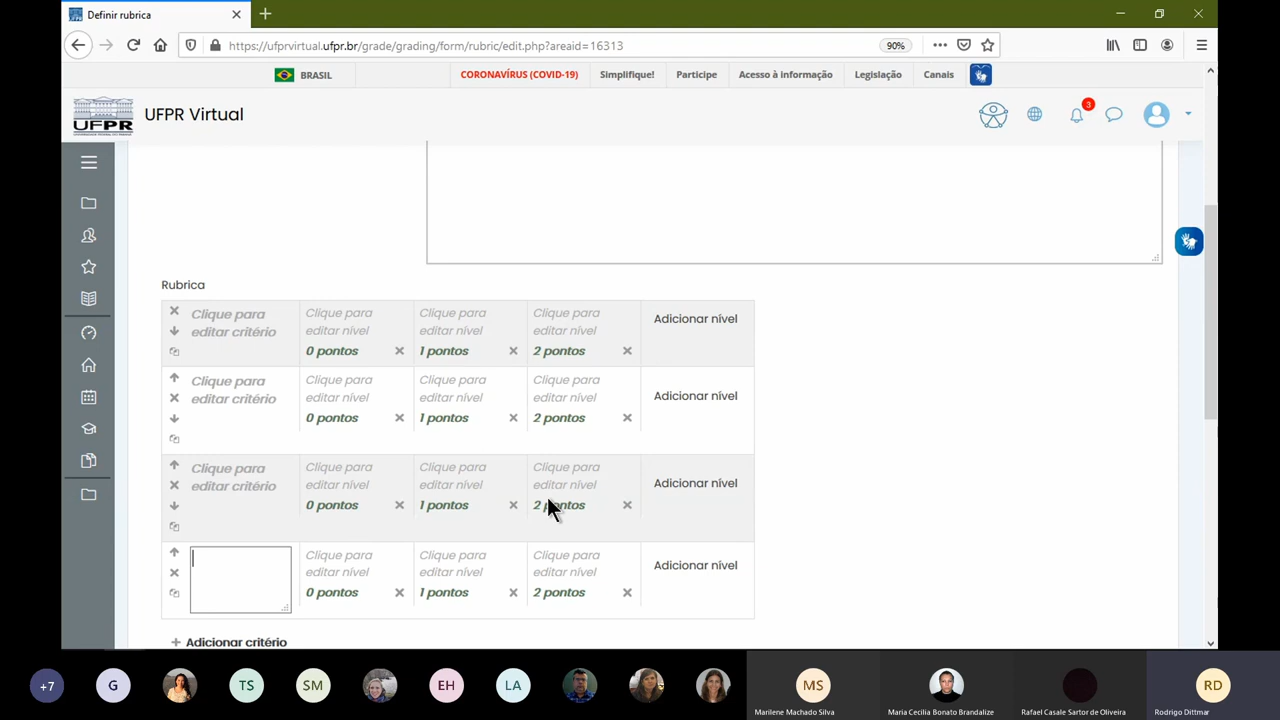 Definir rubrica
https://ufprvirtual.ufpr.br/grade/grading/form/rubric/edit.php?areaid=16313
90%
BRASIL
CORONAVÍRUS (COVID-19)
Simplifique!
Participe
Acesso à informação
Legislação
Canais
UFPR
UFPR Virtual
3
Rubrica
Clique para
editar critério
Clique para
editar nível
0 pontos
Clique para
editar nível
1 pontos
Clique para
editar nível
2 pontos
Adicionar nível
Clique para
editar critério
Clique para
editar nível
0 pontos
Clique para
editar nível
1 pontos
Clique para
editar nível
2 pontos
Adicionar nível
Clique para
editar critério
Clique para
editar nível
0 pontos
Clique para
editar nível
1 pontos
Clique para
editar nível
2 pontos
Adicionar nível
Clique para
editar nível
0 pontos
Clique para
editar nível
1 pontos
Clique para
editar nível
2 pontos
Adicionar nível
+ Adicionar critério
+7
G
TS
SM
EH
LA
MS
RD
Marilene Machado Silva
Maria Cecilia Bonato Brandalize
Rafael Casale Sartor de Oliveira
Rodrigo Dittmar